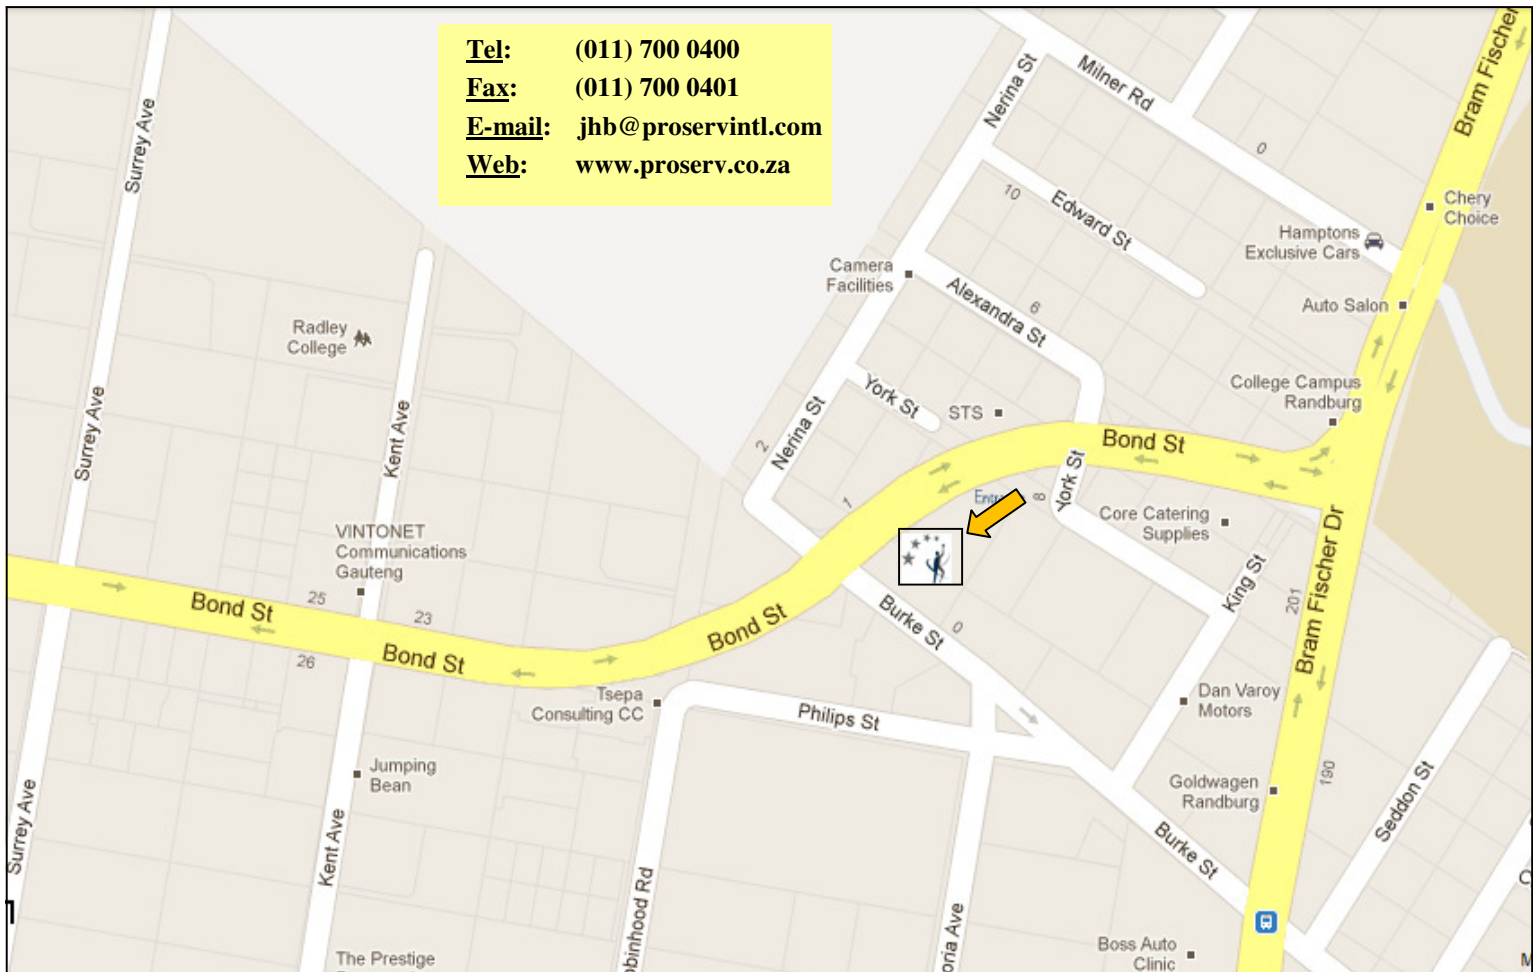 Tel: (011) 700 0400
Fax: (011) 700 0401
E-mail: jhb@proservintl.com
Web: www.proserv.co.za
Bram Fischer
Milner Rd
Nerina St
Surrey Ave
0
10
Edward St
Chery
Choice
Hamptons
Exclusive Cars
Camera
Facilities
Alexandra St
6
Auto Salon
Radley
College
College Campus
Randburg
York St
STS
Surrey Ave
Kent Ave
2
Nerina St
Bond St
York St
8
1
Core Catering
Supplies
VINTONET
Communications
Gauteng
Bond St
25
23
26
Bond St
Bond St
Burke St
0
King St
201
Bram Fischer Dr
Tsepa
Consulting CC
Philips St
Dan Varoy
Motors
Jumping
Bean
Goldwagen
Randburg
190
Seddon St
Surrey Ave
Kent Ave
Burke St
obinhood Rd
oria Ave
The Prestige
Boss Auto
Clinic